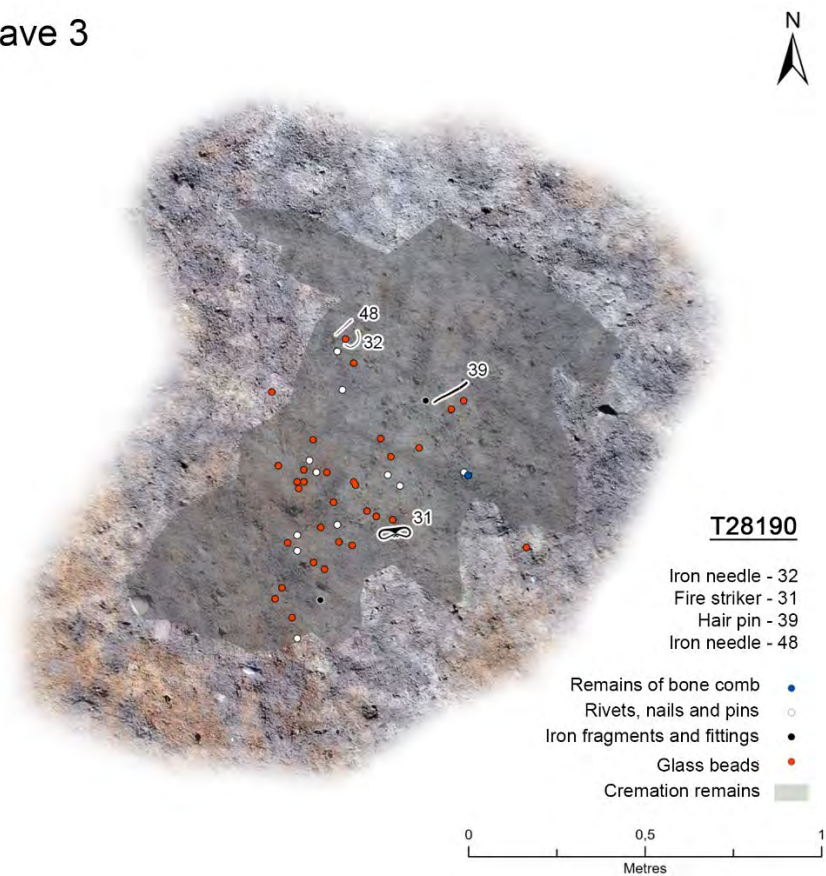 ave 3
N
48
32
39
31
T28190
Iron needle - 32
Fire striker - 31
Hair pin - 39
Iron needle - 48
Remains of bone comb
Rivets, nails and pins
Iron fragments and fittings
Glass beads
Cremation remains
0 0,5 1
Metres